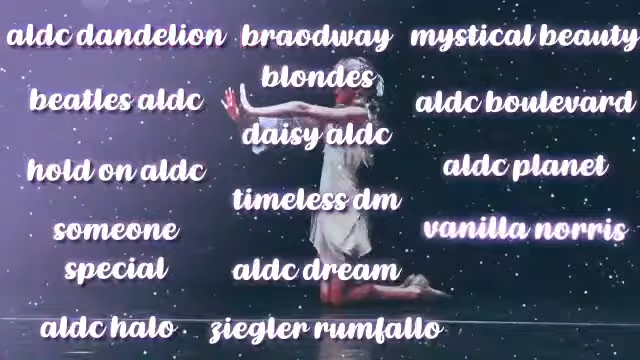 aldc dandelion
beatles aldc
hold on aldc
someone
special
aldc halo
braodway
blondes
daisy aldc
timeless dm
aldc dream
ziegler rumfallo
mystical beauty
aldc boulevard
aldc planet
vanilla norris